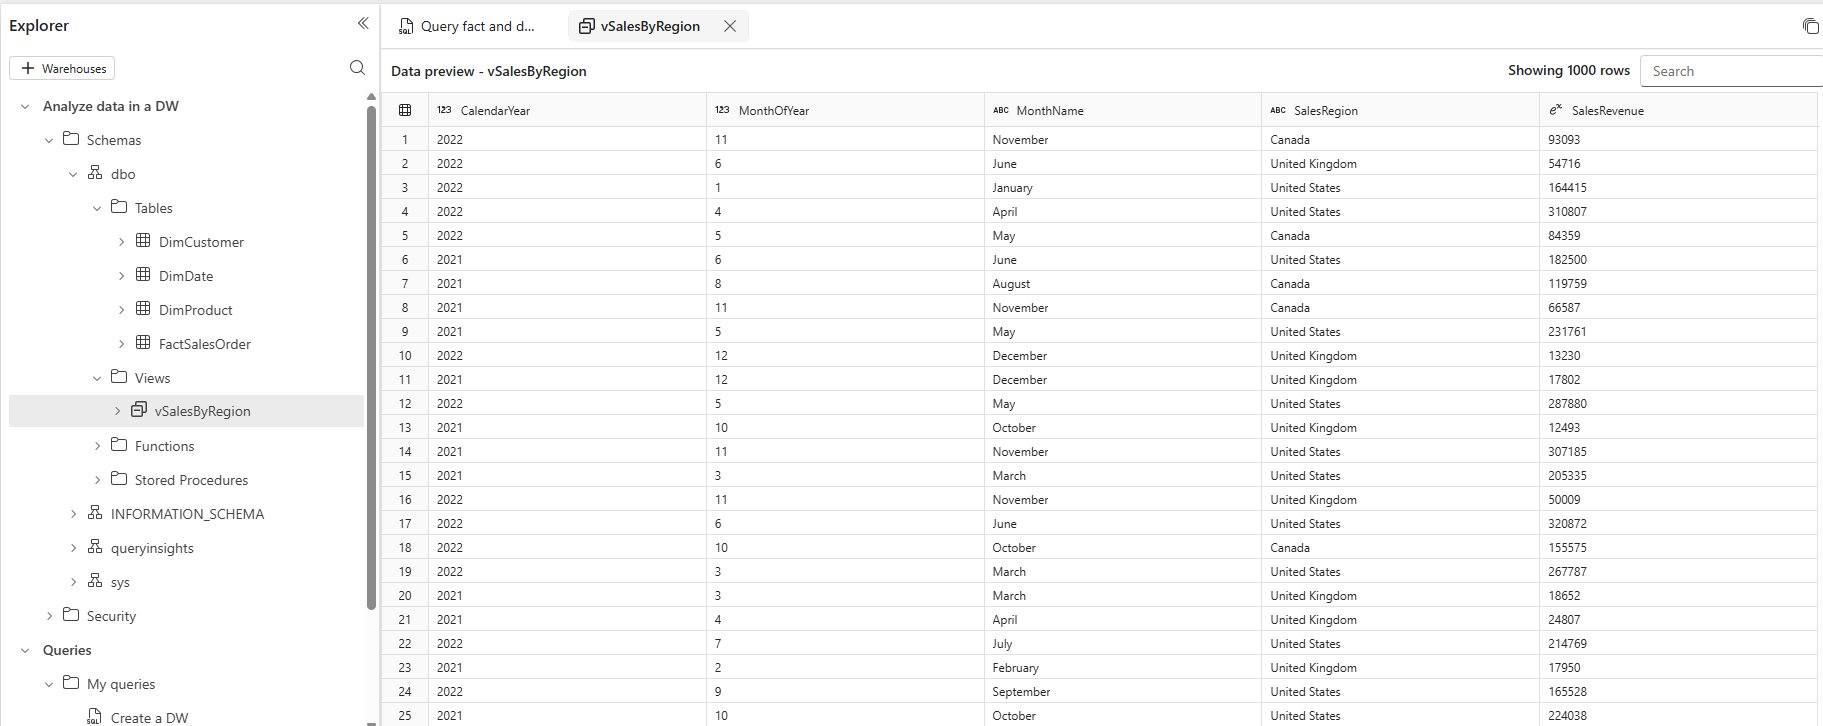 Explorer
Warehouses
Analyze data in a DW
Schemas
dbo
Tables
DimCustomer
DimDate
DimProduct
FactSalesOrder
Views
vSalesByRegion
Functions
Stored Procedures
INFORMATION_SCHEMA
queryinsights
sys
Security
Queries
My queries
SQL Create a DW
SQL Query fact and d...
vSalesByRegion
Data preview - vSalesByRegion
Showing 1000 rows
Search
123 CalendarYear 123 MonthOfYear ABC MonthName ABC SalesRegion eˣ SalesRevenue
1 2022 11 November Canada 93093
2 2022 6 June United Kingdom 54716
3 2022 1 January United States 164415
4 2022 4 April United States 310807
5 2022 5 May Canada 84359
6 2021 6 June United States 182500
7 2021 8 August Canada 119759
8 2021 11 November Canada 66587
9 2021 5 May United States 231761
10 2022 12 December United Kingdom 13230
11 2021 12 December United Kingdom 17802
12 2022 5 May United States 287880
13 2021 10 October United Kingdom 12493
14 2021 11 November United States 307185
15 2021 3 March United States 205335
16 2022 11 November United Kingdom 50009
17 2022 6 June United States 320872
18 2022 10 October Canada 155575
19 2022 3 March United States 267787
20 2021 3 March United Kingdom 18652
21 2021 4 April United Kingdom 24807
22 2022 7 July United States 214769
23 2021 2 February United Kingdom 17950
24 2022 9 September United States 165528
25 2021 10 October United States 224038